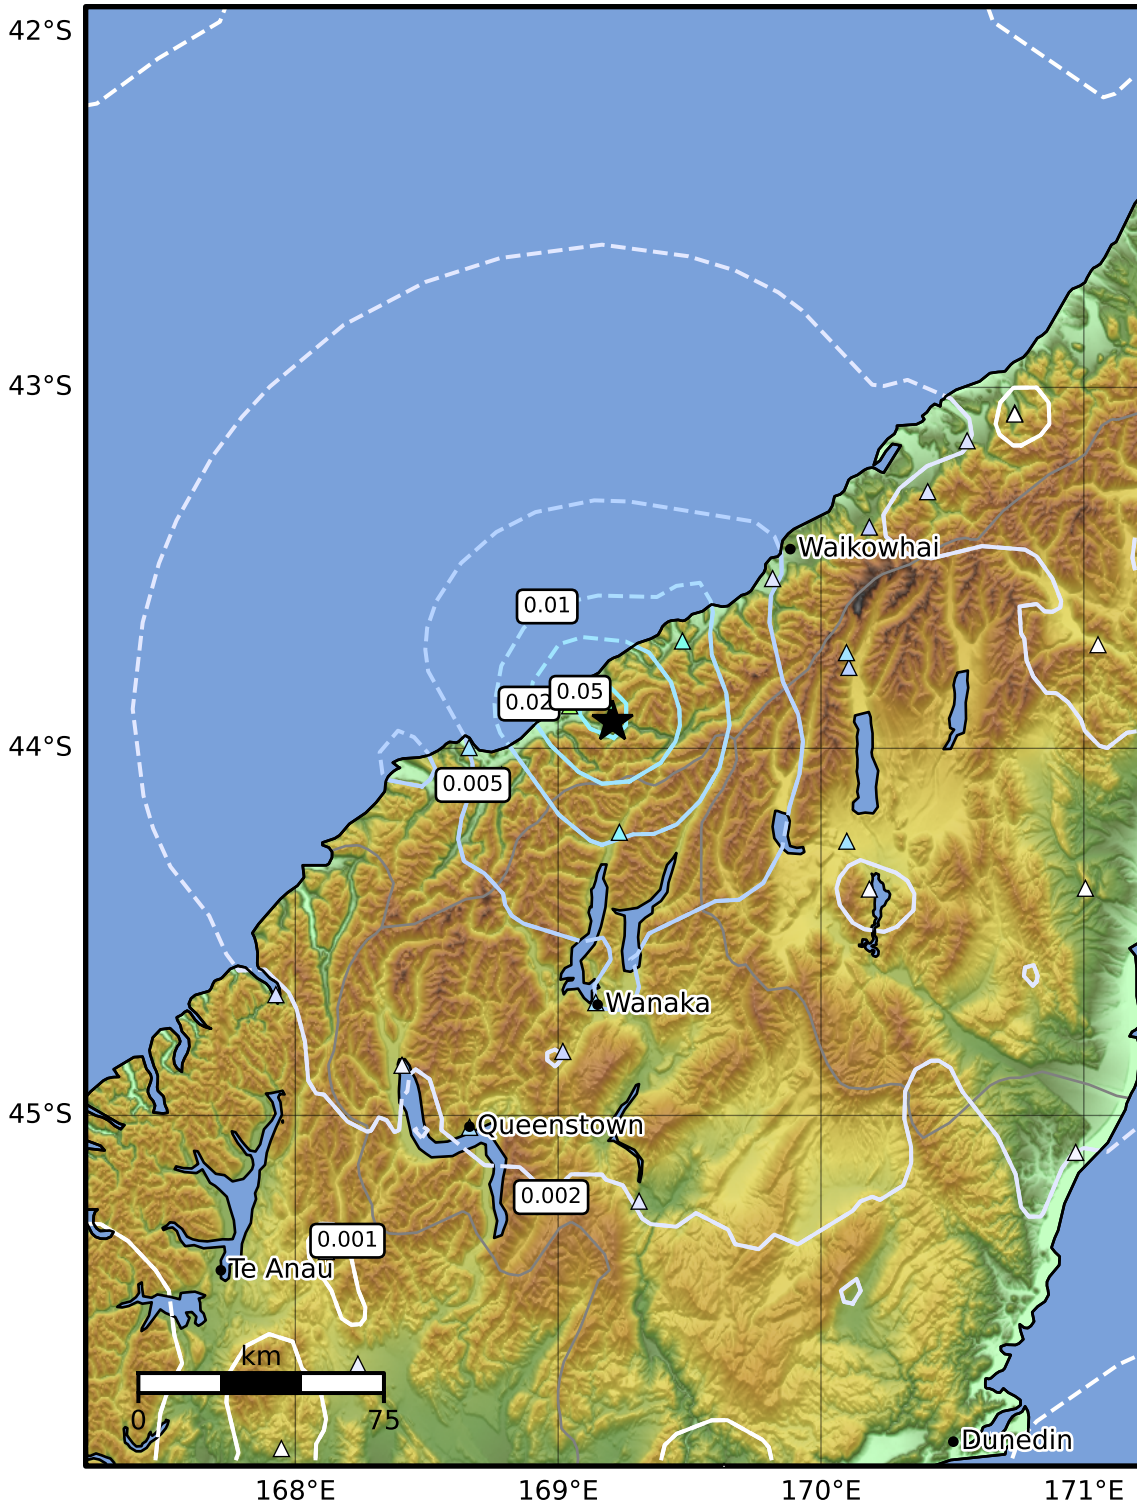 42°S
43°S
Waikowhai
0.01
0.02
0.05
44°S
0.005
Wanaka
45°S
Queenstown
0.002
0.001
Te Anau
km
0
75
Dunedin
168°E
169°E
170°E
171°E